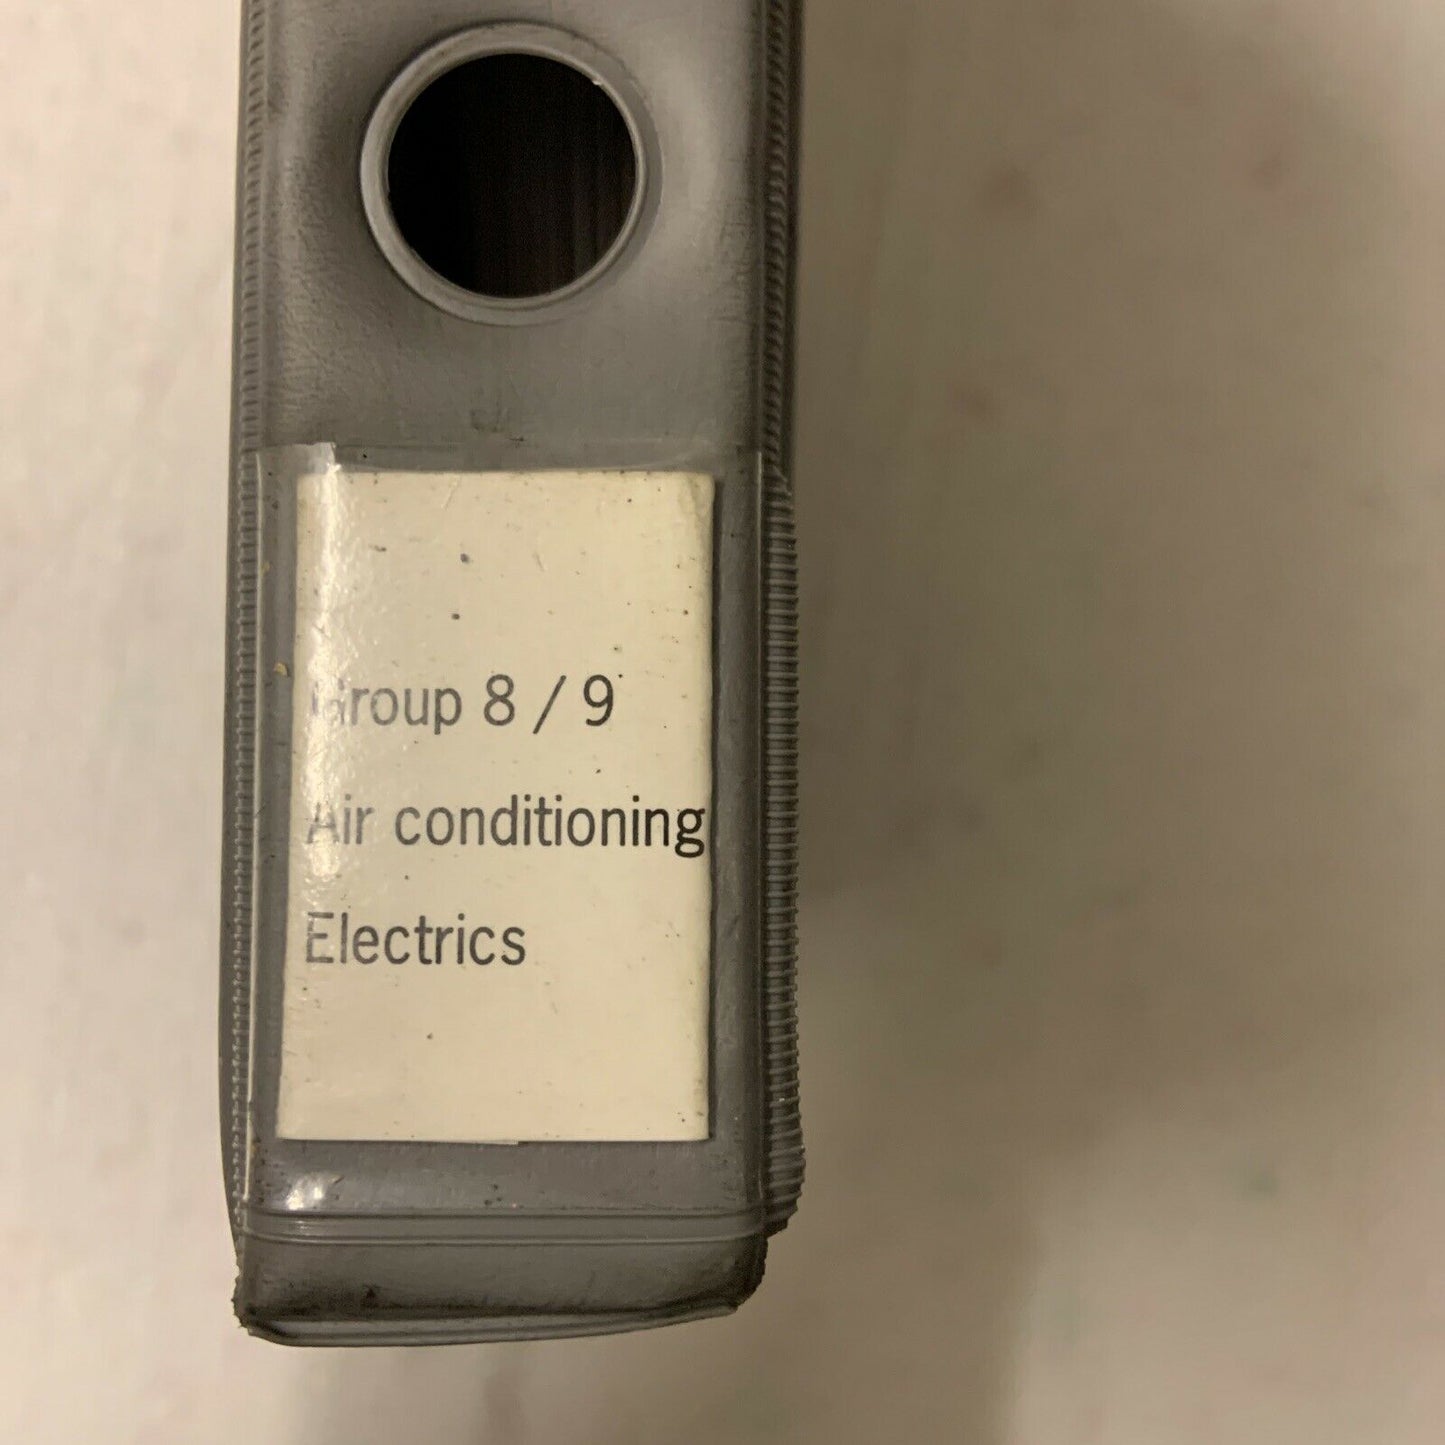 Group 8 / 9
Air conditioning
Electrics